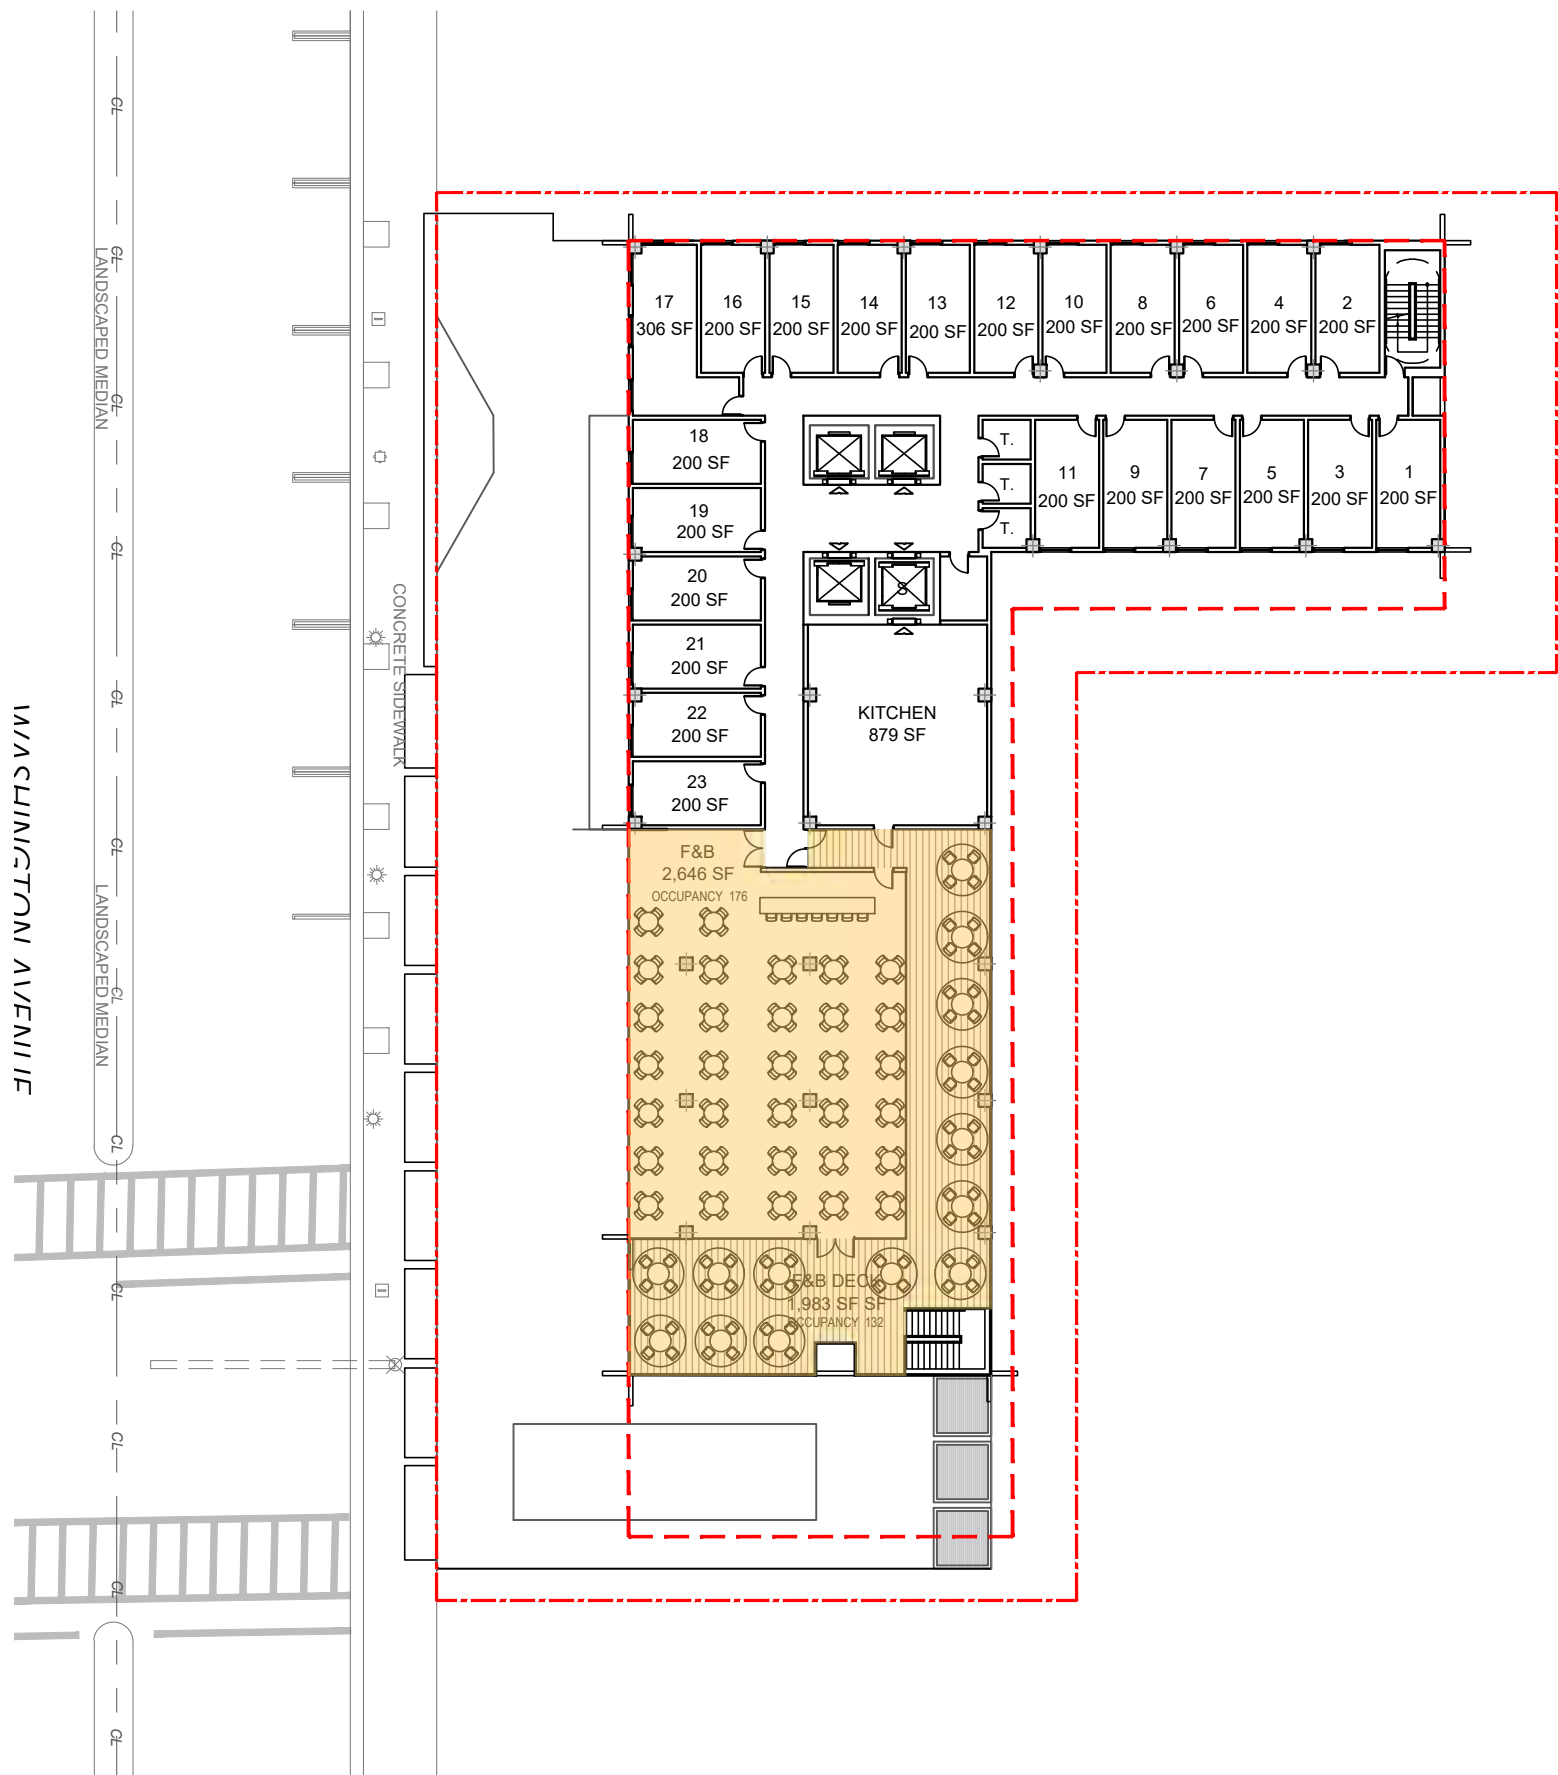 17
306 SF
16
200 SF
15
200 SF
14
200 SF
13
200 SF
12
200 SF
10
200 SF
8
200 SF
6
200 SF
4
200 SF
2
200 SF
18
200 SF
19
200 SF
20
200 SF
21
200 SF
22
200 SF
23
200 SF
T.
T.
T.
11
200 SF
9
200 SF
7
200 SF
5
200 SF
3
200 SF
1
200 SF
S
KITCHEN
879 SF
F&B
2,646 SF
OCCUPANCY 176
F&B DECK
1,983 SF SF
OCCUPANCY 132
CONCRETE SIDEWALK
LANDSCAPED MEDIAN
LANDSCAPED MEDIAN
WASHINGTON AVENUE
CL
CL
CL
CL
CL
CL
CL
CL
CL
CL
CL
CL